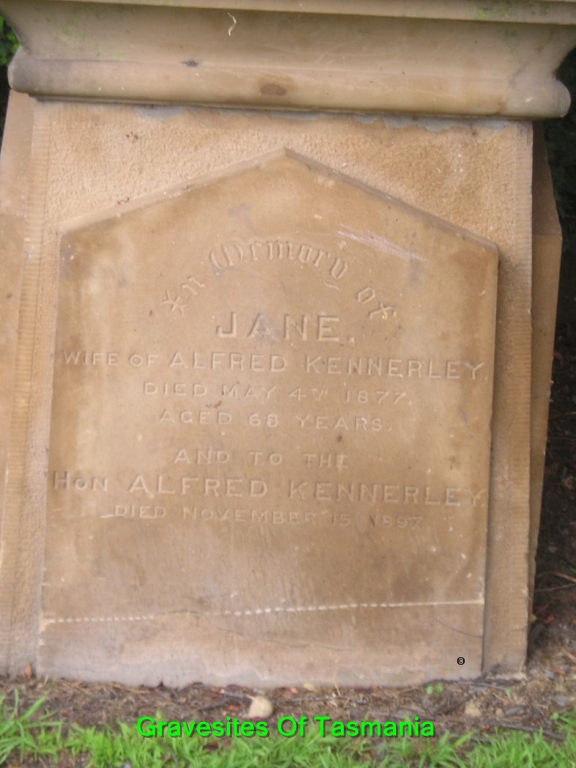 In Memory of
JANE.
WIFE OF ALFRED KENNERLEY.
DIED MAY 4TH 1877.
AGED 68 YEARS.
AND TO THE
HON ALFRED KENNERLEY
DIED NOVEMBER 15 1897
Gravesites Of Tasmania